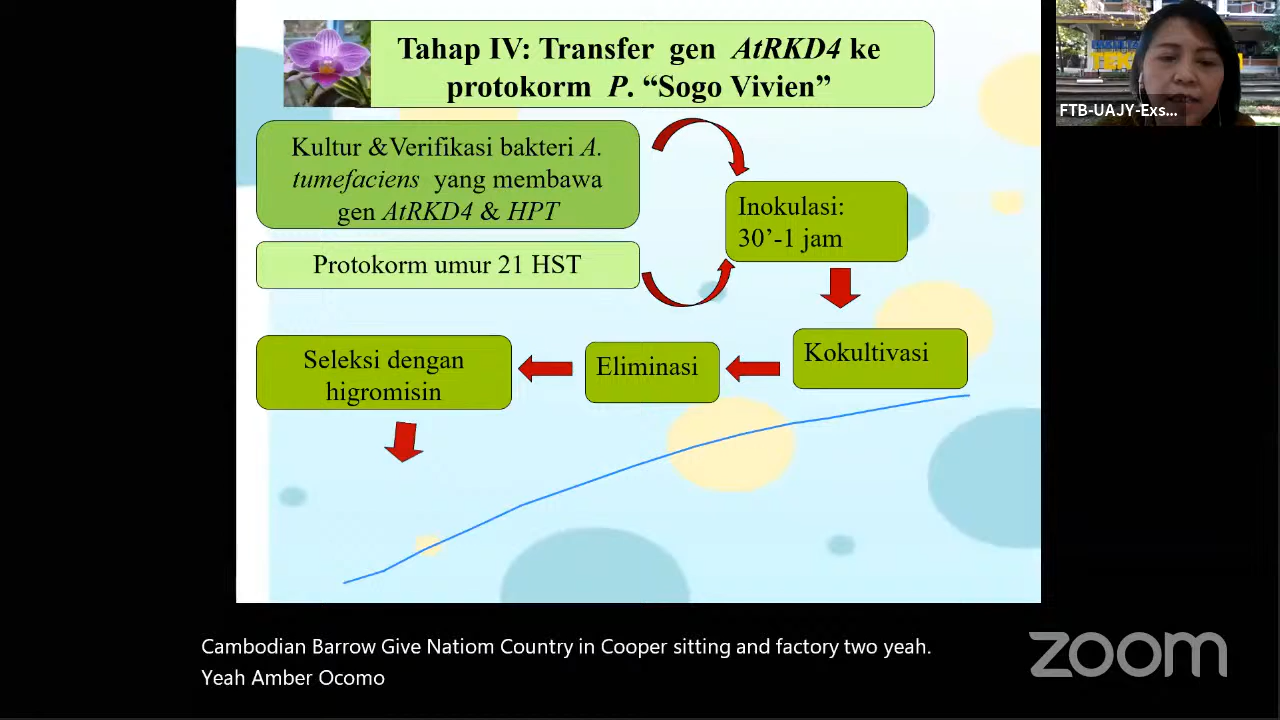 Tahap IV: Transfer gen AtRKD4 ke
protokorm P. “Sogo Vivien”
Kultur &Verifikasi bakteri A.
tumefaciens yang membawa
gen AtRKD4 & HPT
Protokorm umur 21 HST
Inokulasi:
30’-1 jam
Kokultivasi
Eliminasi
Seleksi dengan
higromisin
FTB-UAJY-Exs...
Cambodian Barrow Give Natiom Country in Cooper sitting and factory two yeah.
Yeah Amber Ocomo
zoom